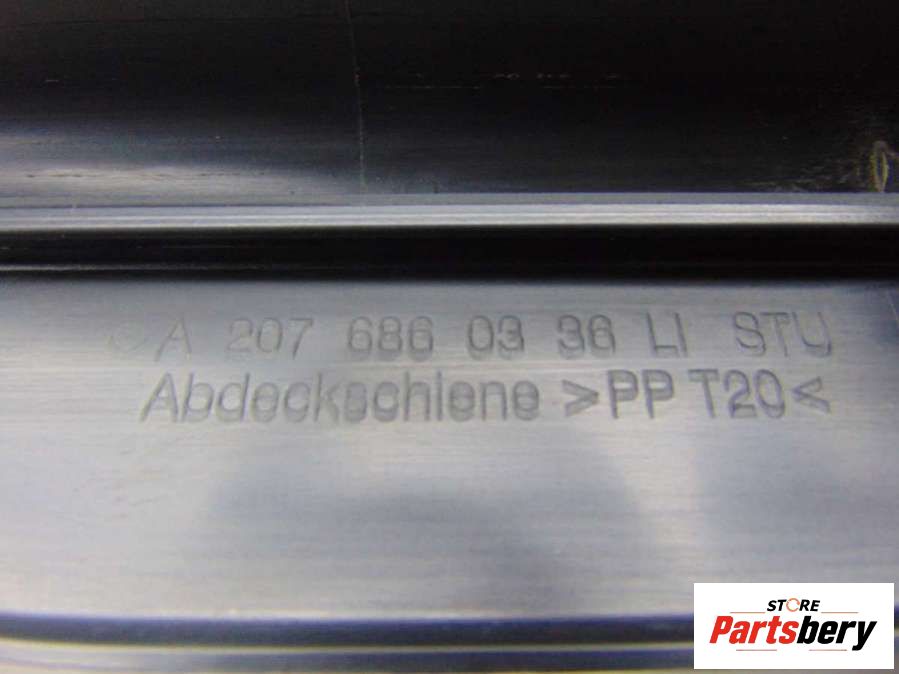 A 207 686 03 36 LI STU
Abdeckschiene >PP T20<
STORE
Partsbery